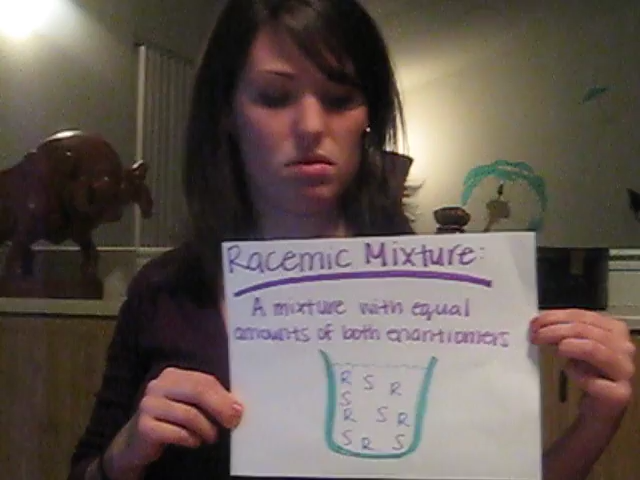 Racemic Mixture:
A mixture with equal
amounts of both enantiomers
R S R
S
R S R
S R S